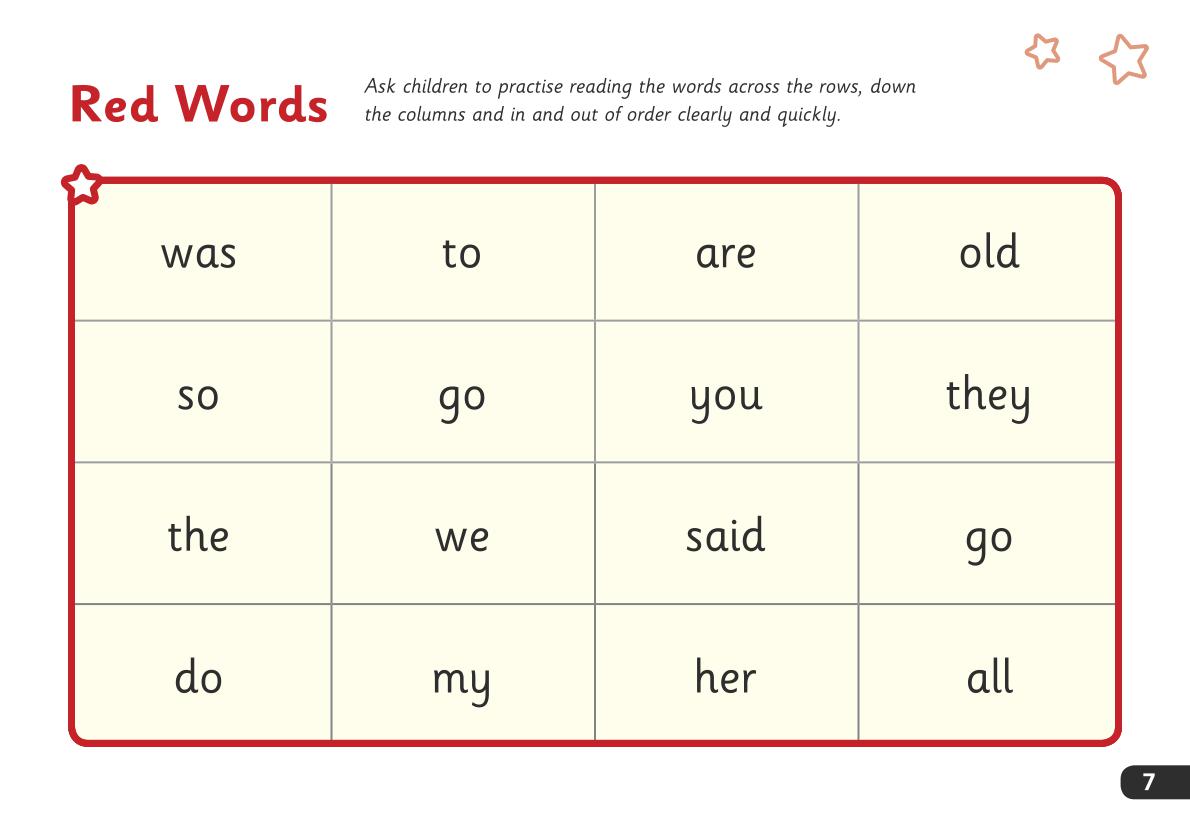 Red Words
Ask children to practise reading the words across the rows, down
the columns and in and out of order clearly and quickly.
was to are old
so go you they
the we said go
do my her all
7